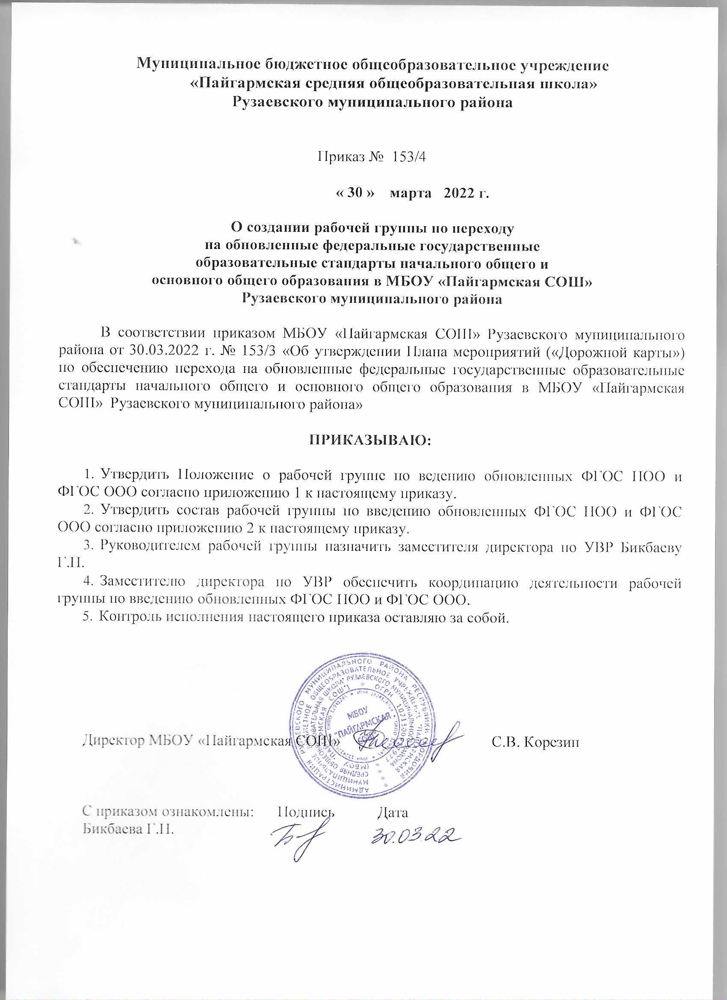 Муниципальное бюджетное общеобразовательное учреждение
«Пайгармская средняя общеобразовательная школа»
Рузаевского муниципального района
Приказ № 153/4
« 30 » марта 2022 г.
О создании рабочей группы по переходу
на обновленные федеральные государственные
образовательные стандарты начального общего и
основного общего образования в МБОУ «Пайгармская СОШ»
Рузаевского муниципального района
В соответствии приказом МБОУ «Пайгармская СОШ» Рузаевского муниципального
района от 30.03.2022 г. № 153/3 «Об утверждении Плана мероприятий («Дорожной карты»)
по обеспечению перехода на обновленные федеральные государственные образовательные
стандарты начального общего и основного общего образования в МБОУ «Пайгармская
СОШ» Рузаевского муниципального района»
ПРИКАЗЫВАЮ:
1. Утвердить Положение о рабочей группе по ведению обновленных ФГОС НОО и
ФГОС ООО согласно приложению 1 к настоящему приказу.
2. Утвердить состав рабочей группы по введению обновленных ФГОС НОО и ФГОС
ООО согласно приложению 2 к настоящему приказу.
3. Руководителем рабочей группы назначить заместителя директора по УВР Бикбаеву
Г.Н.
4. Заместителю директора по УВР обеспечить координацию деятельности рабочей
группы по введению обновленных ФГОС НОО и ФГОС ООО.
5. Контроль исполнения настоящего приказа оставляю за собой.
АДМИНИСТРАЦИЯ РУЗАЕВСКОГО МУНИЦИПАЛЬНОГО РАЙОНА РЕСПУБЛИКИ МОРДОВИЯ
МУНИЦИПАЛЬНОЕ БЮДЖЕТНОЕ ОБЩЕОБРАЗОВАТЕЛЬНОЕ УЧРЕЖДЕНИЕ "ПАЙГАРМСКАЯ
СРЕДНЯЯ ОБЩЕОБРАЗОВАТЕЛЬНАЯ ШКОЛА" РУЗАЕВСКОГО МУНИЦИПАЛЬНОГО РАЙОНА
(МБОУ "ПАЙГАРМСКАЯ СОШ") * ОГРН
МБОУ
"ПАЙГАРМСКАЯ
СОШ"
Директор МБОУ «Пайгармская СОШ» С.В. Корезин
С приказом ознакомлены: Подпись Дата
Бикбаева Г.Н. 30.03.22